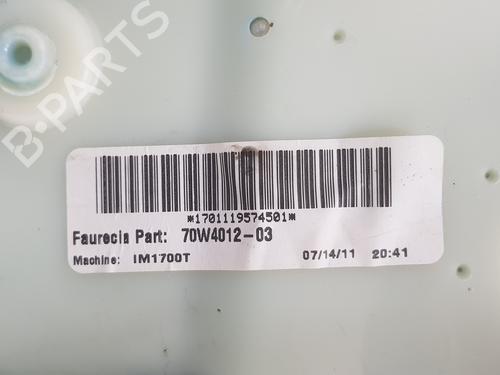 B-PARTS
*1701119574501*
Faurecia Part: 70W4012-03
Machine: IM1700T 07/14/11 20:41